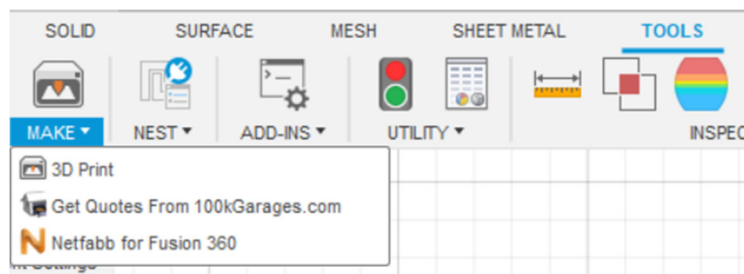 SOLID SURFACE MESH SHEET METAL TOOLS
MAKE NEST ADD-INS UTILITY INSPEC
3D Print
Get Quotes From 100kGarages.com
Netfabb for Fusion 360